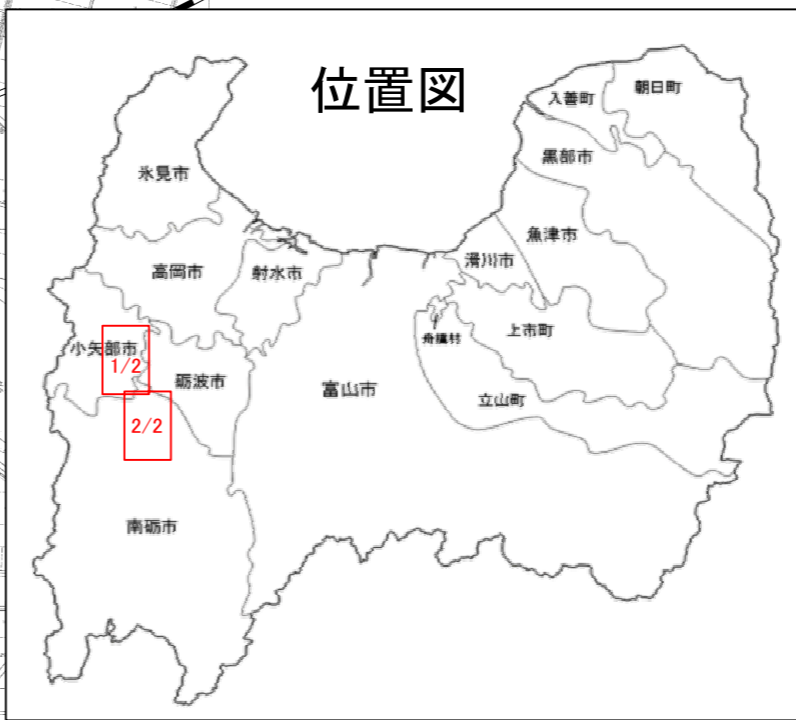 位置図
入善町
朝日町
黒部市
氷見市
魚津市
滑川市
高岡市
射水市
上市町
舟橋村
小矢部市
1/2
砺波市
富山市
立山町
2/2
南砺市